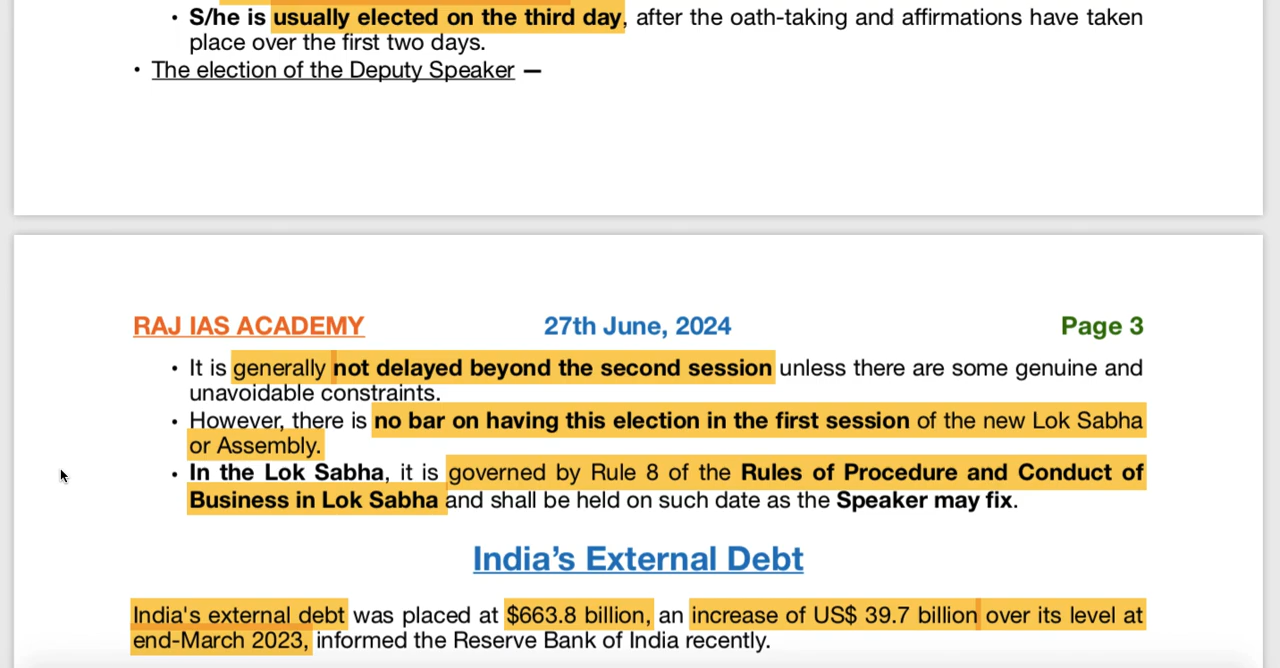 • S/he is usually elected on the third day, after the oath-taking and affirmations have taken
place over the first two days.
• The election of the Deputy Speaker —
RAJ IAS ACADEMY 27th June, 2024 Page 3
• It is generally not delayed beyond the second session unless there are some genuine and
unavoidable constraints.
• However, there is no bar on having this election in the first session of the new Lok Sabha
or Assembly.
• In the Lok Sabha, it is governed by Rule 8 of the Rules of Procedure and Conduct of
Business in Lok Sabha and shall be held on such date as the Speaker may fix.
India’s External Debt
India's external debt was placed at $663.8 billion, an increase of US$ 39.7 billion over its level at
end-March 2023, informed the Reserve Bank of India recently.